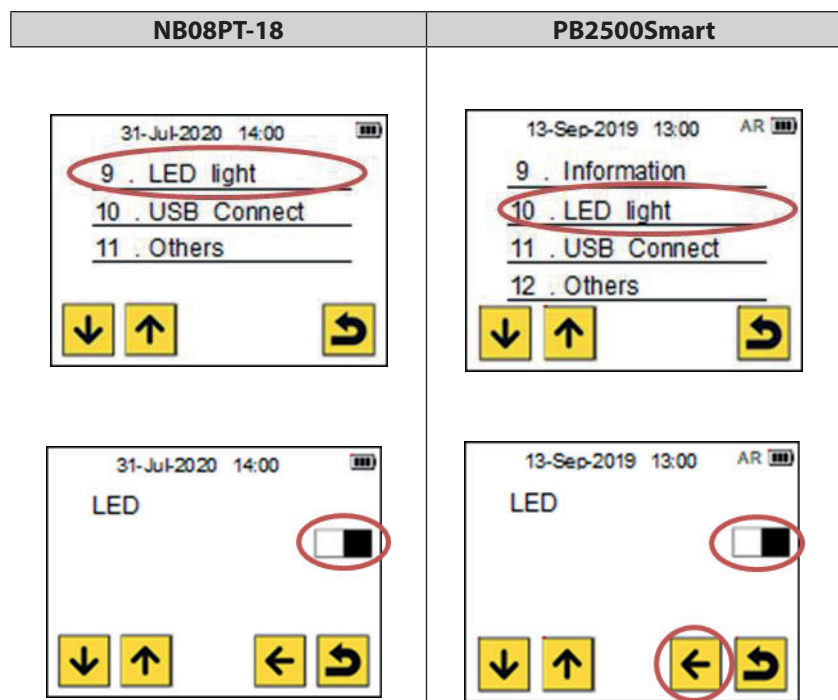 NB08PT-18 PB2500Smart
31-Jul-2020 14:00
9 . LED light
10 . USB Connect
11 . Others
13-Sep-2019 13:00 AR
9 . Information
10 . LED light
11 . USB Connect
12 . Others
31-Jul-2020 14:00
LED
13-Sep-2019 13:00 AR
LED